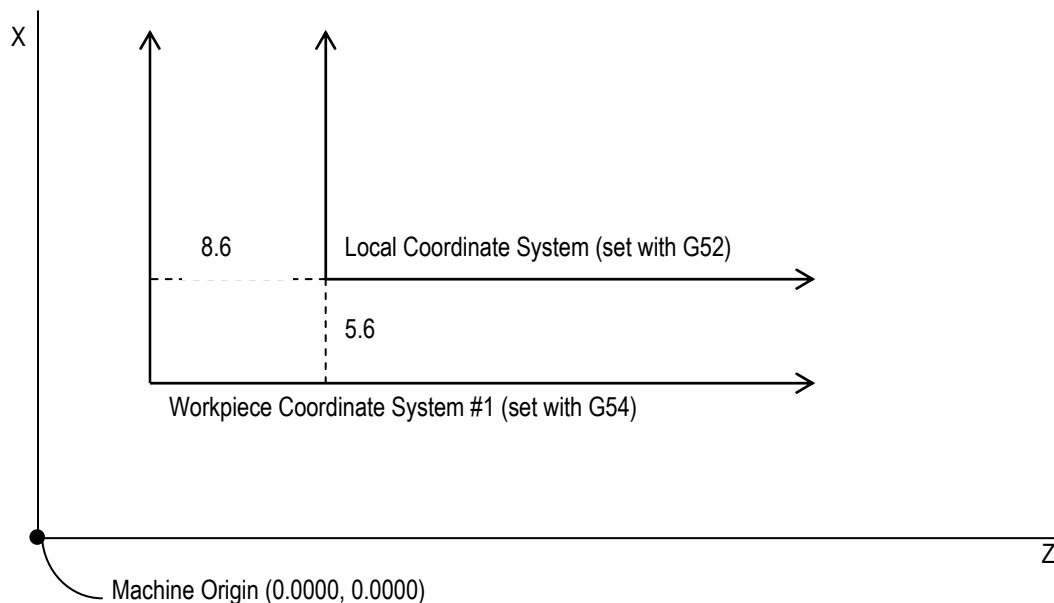 X
8.6
Local Coordinate System (set with G52)
5.6
Workpiece Coordinate System #1 (set with G54)
Z
Machine Origin (0.0000, 0.0000)